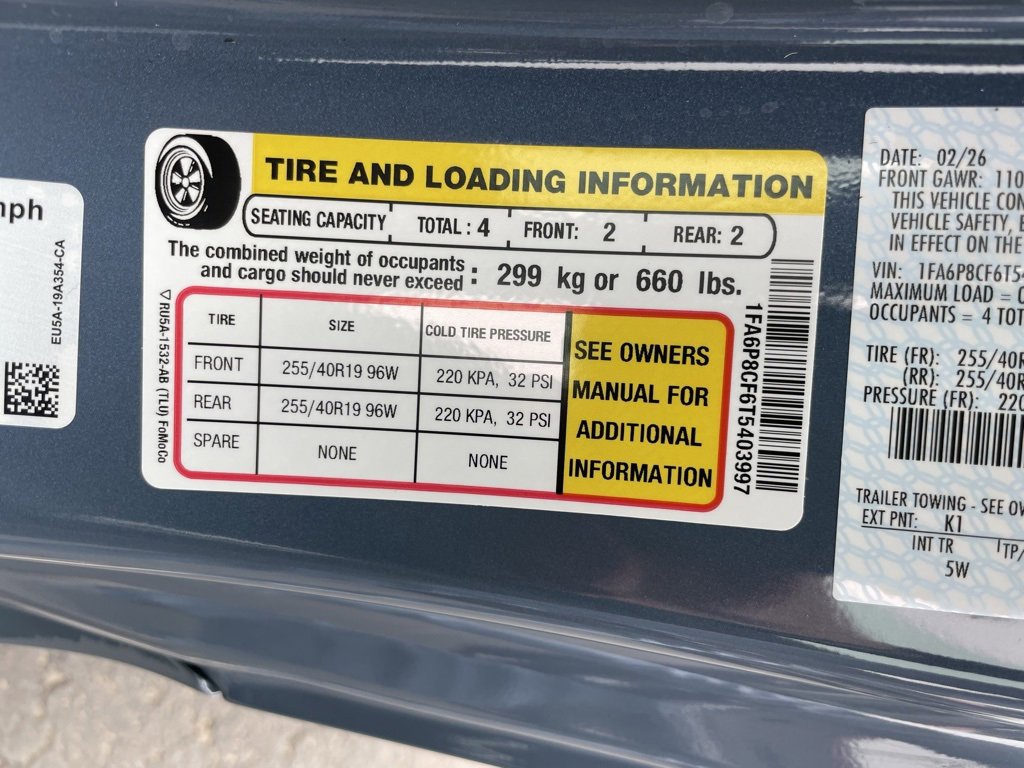 mph
EU5A-19A354-CA
TIRE AND LOADING INFORMATION
SEATING CAPACITY TOTAL : 4 FRONT: 2 REAR: 2
The combined weight of occupants
and cargo should never exceed : 299 kg or 660 lbs.
TIRE SIZE COLD TIRE PRESSURE
FRONT 255/40R19 96W 220 KPA, 32 PSI
REAR 255/40R19 96W 220 KPA, 32 PSI
SPARE NONE NONE
SEE OWNERS
MANUAL FOR
ADDITIONAL
INFORMATION
RU5A-1532-AB (TLU) FoMoCo
1FA6P8CF6T5403997
DATE: 02/26
FRONT GAWR: 110
THIS VEHICLE CON
VEHICLE SAFETY,
IN EFFECT ON THE
VIN: 1FA6P8CF6T54
MAXIMUM LOAD =
OCCUPANTS = 4 TOT
TIRE (FR): 255/40R
(RR): 255/40R
PRESSURE (FR): 220
TRAILER TOWING - SEE OW
EXT PNT: K1
INT TR TP/
5W